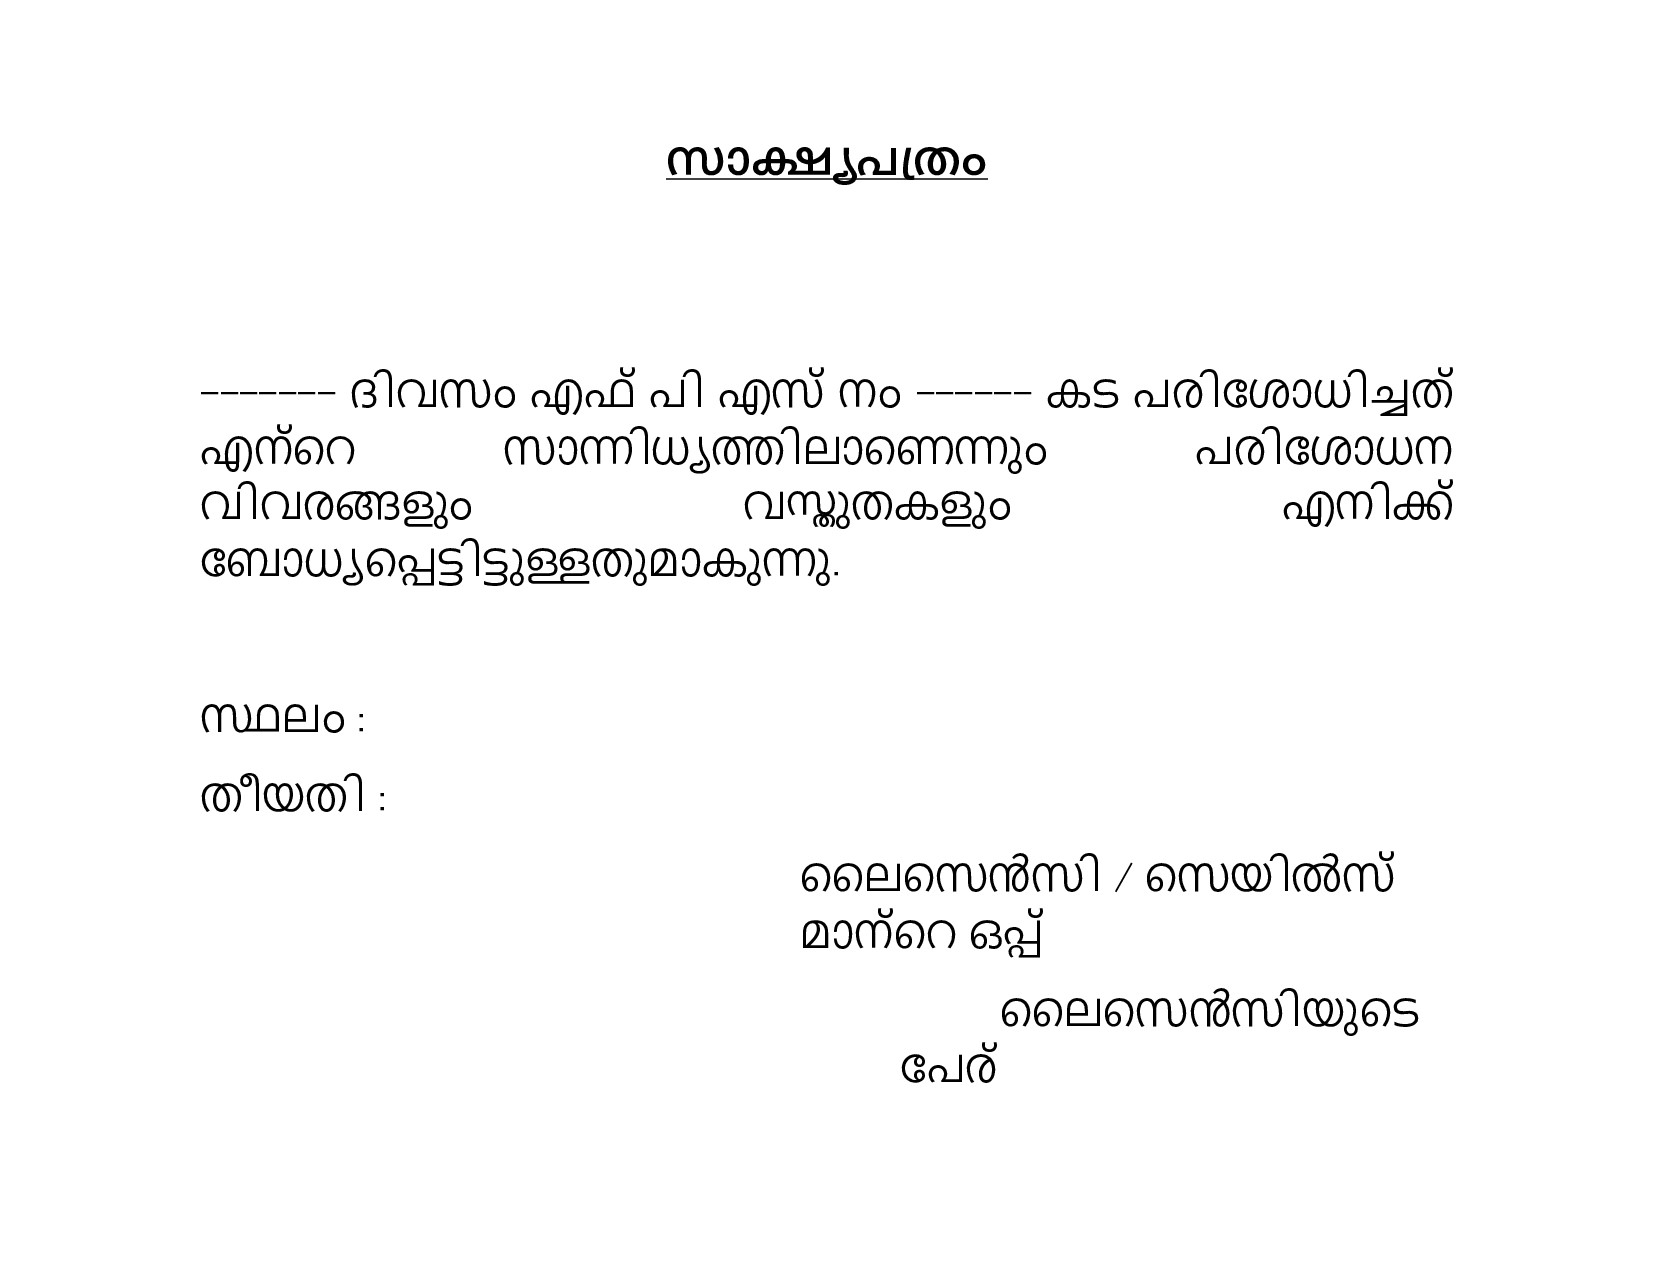 സാക്ഷ്യപത്രം
------- ദിവസം എഫ് പി എസ് നം ------ കട പരിശോധിച്ചത്
എന്റെ സാന്നിധ്യത്തിലാണെന്നും പരിശോധന
വിവരങ്ങളും വസ്തുതകളും എനിക്ക്
ബോധ്യപ്പെട്ടിട്ടുള്ളതുമാകുന്നു.
സ്ഥലം :
തീയതി :
ലൈസെൻസി / സെയിൽസ്
മാന്റെ ഒപ്പ്
ലൈസെൻസിയുടെ
പേര്